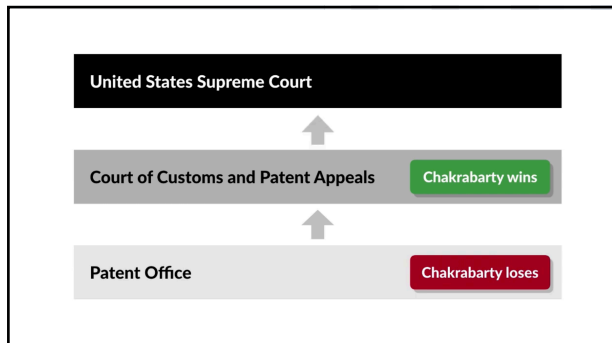 United States Supreme Court
Court of Customs and Patent Appeals
Chakrabarty wins
Patent Office
Chakrabarty loses